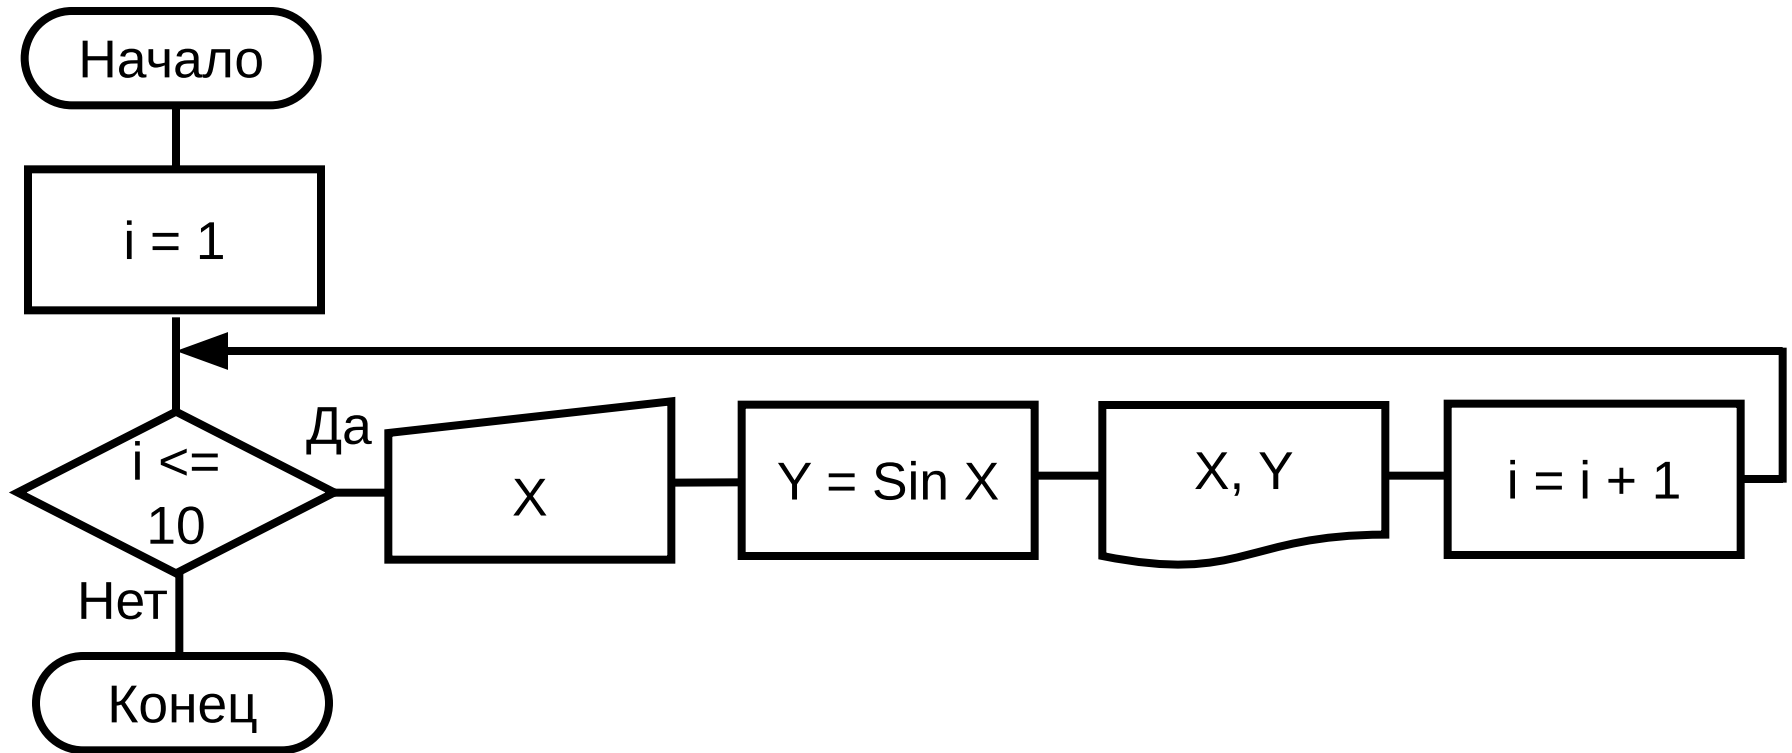 Начало
i = 1
Да
i <=
10
X
Y = Sin X
X, Y
i = i + 1
Нет
Конец